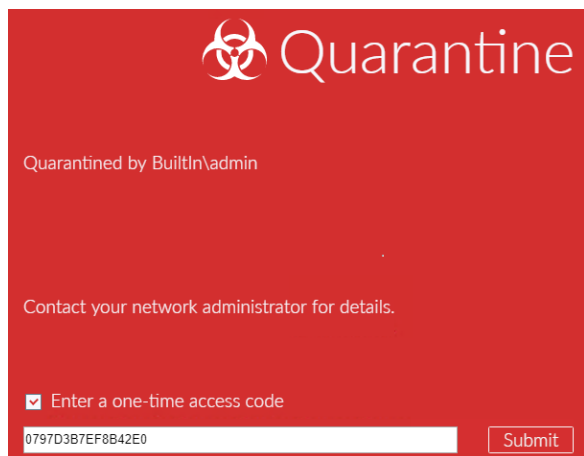 Quarantine
Quarantined by BuiltIn\admin
Contact your network administrator for details.
Enter a one-time access code
0797D3B7EF8B42E0
Submit